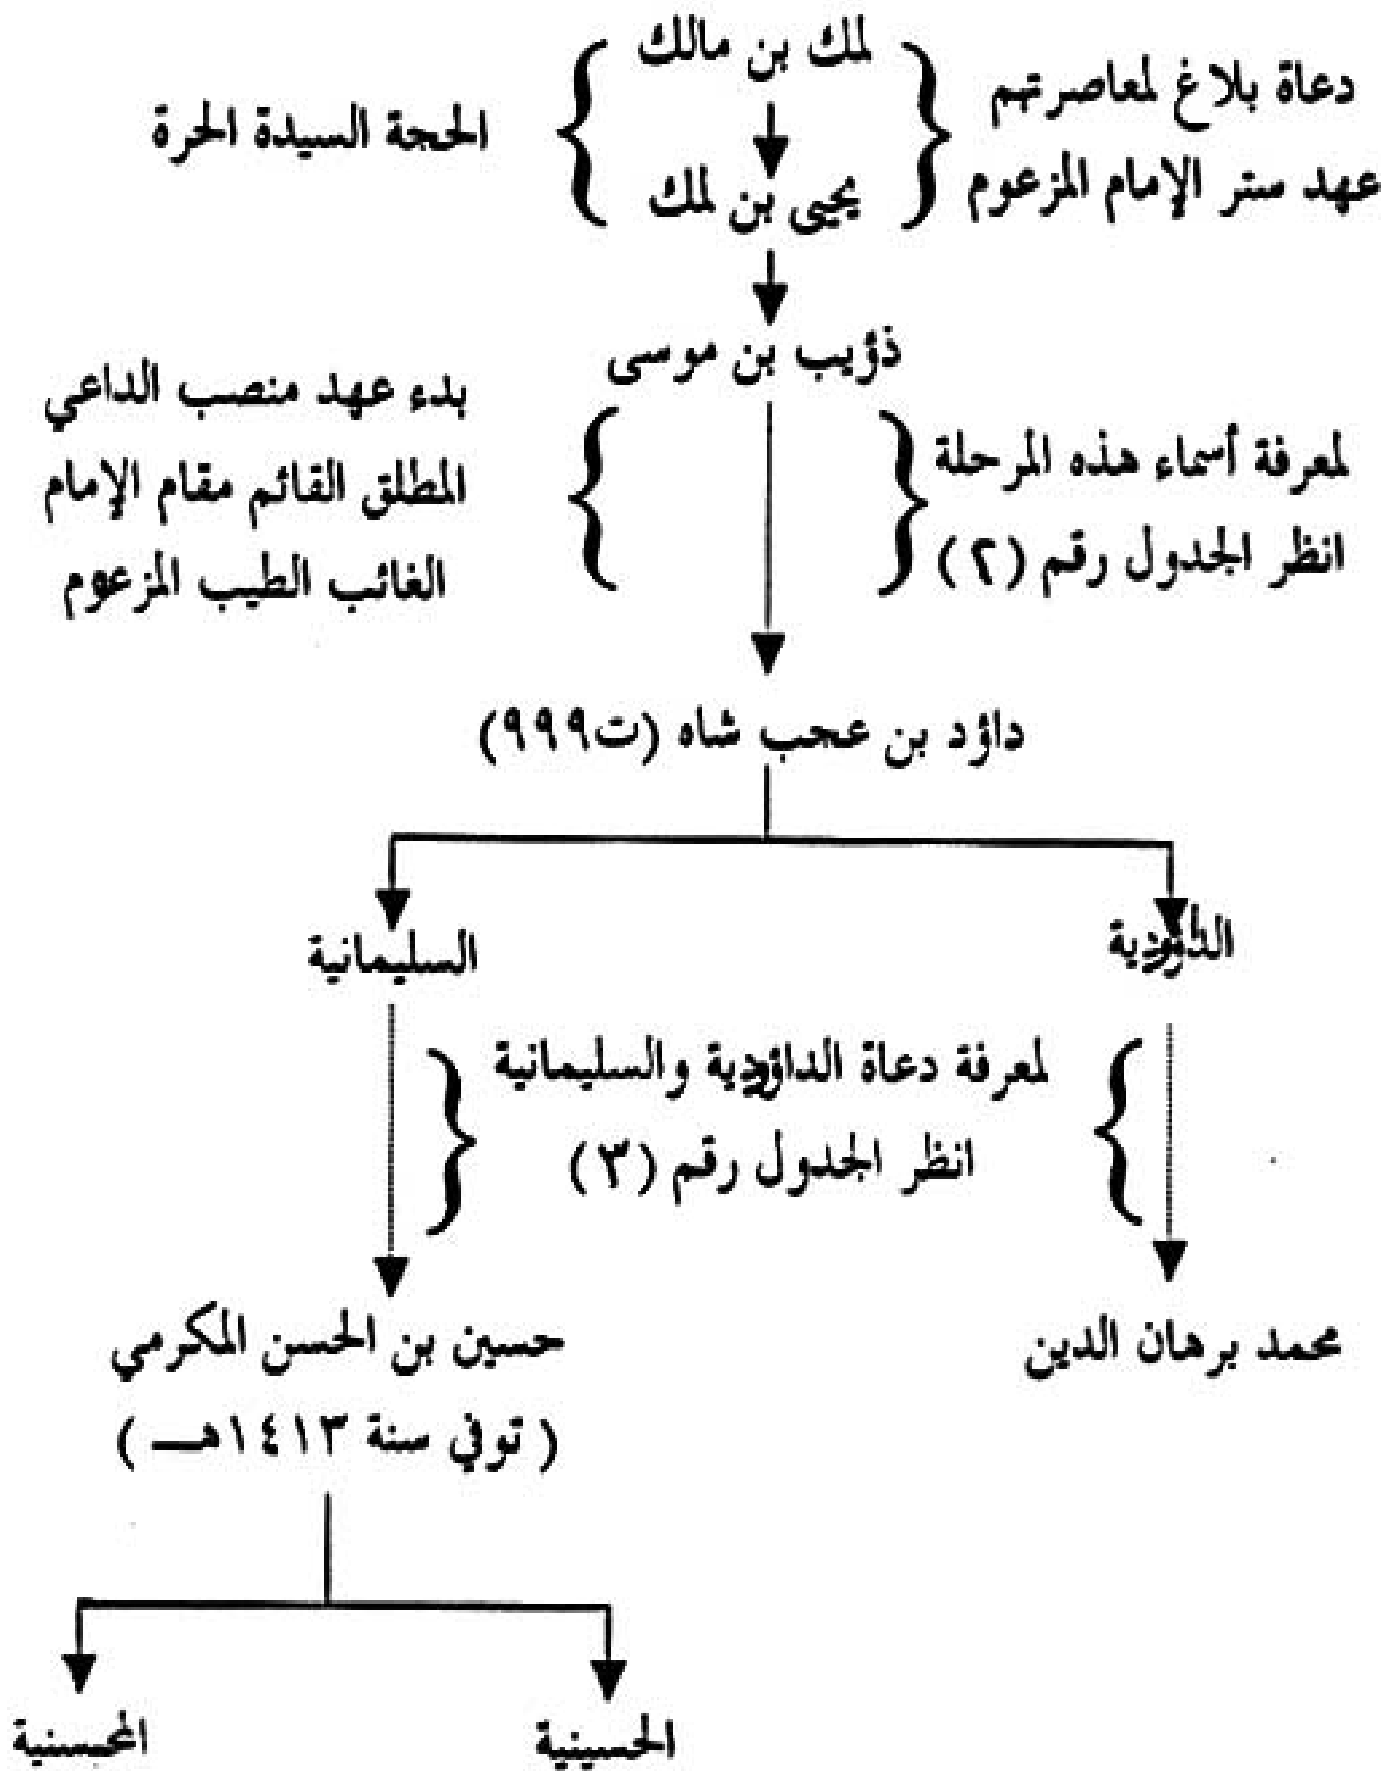 لمك بن مالك
دعاة بلاغ لمعاصرتهم
الحجة السيدة الحرة
عهد ستر الإمام المزعوم
يحيى بن لمك
ذؤيب بن موسى
لمعرفة أسماء هذه المرحلة
انظر الجدول رقم (٢)
بدء عهد منصب الداعي
المطلق القائم مقام الإمام
الغائب الطيب المزعوم
داؤد بن عجب شاه (ت٩٩٩)
الداؤدية
السليمانية
لمعرفة دعاة الداؤدية والسليمانية
انظر الجدول رقم (٣)
محمد برهان الدين
حسين بن الحسن المكرمي
(توفي سنة ١٤١٣هـ)
الحسينية
المحسنية